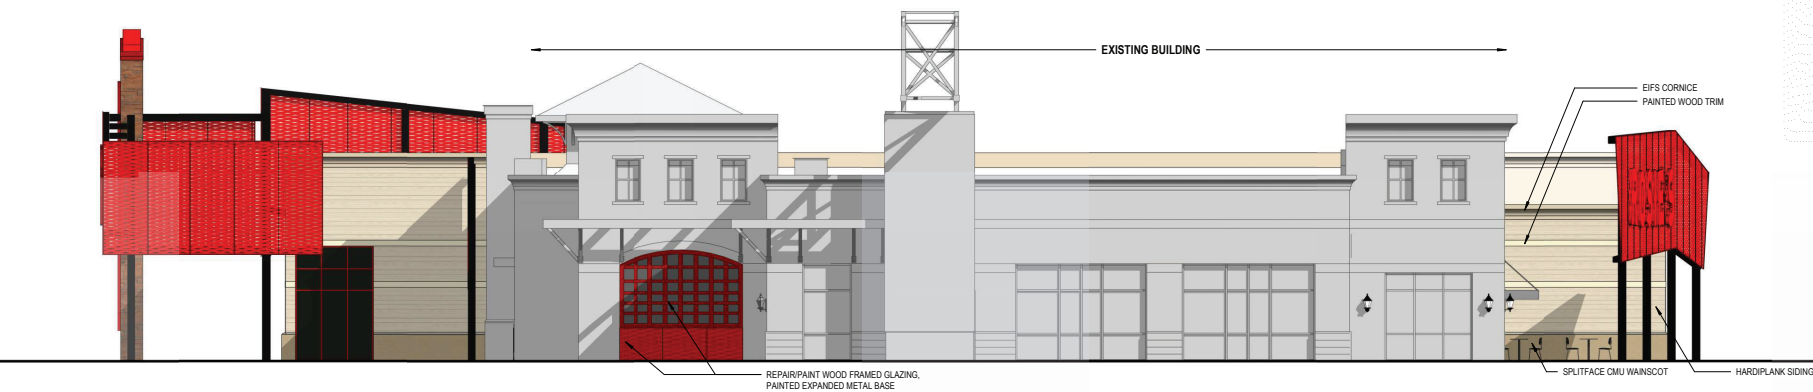 EXISTING BUILDING
EIFS CORNICE
PAINTED WOOD TRIM
REPAIR/PAINT WOOD FRAMED GLAZING,
PAINTED EXPANDED METAL BASE
SPLITFACE CMU WAINSCOT
HARDIPLANK SIDING